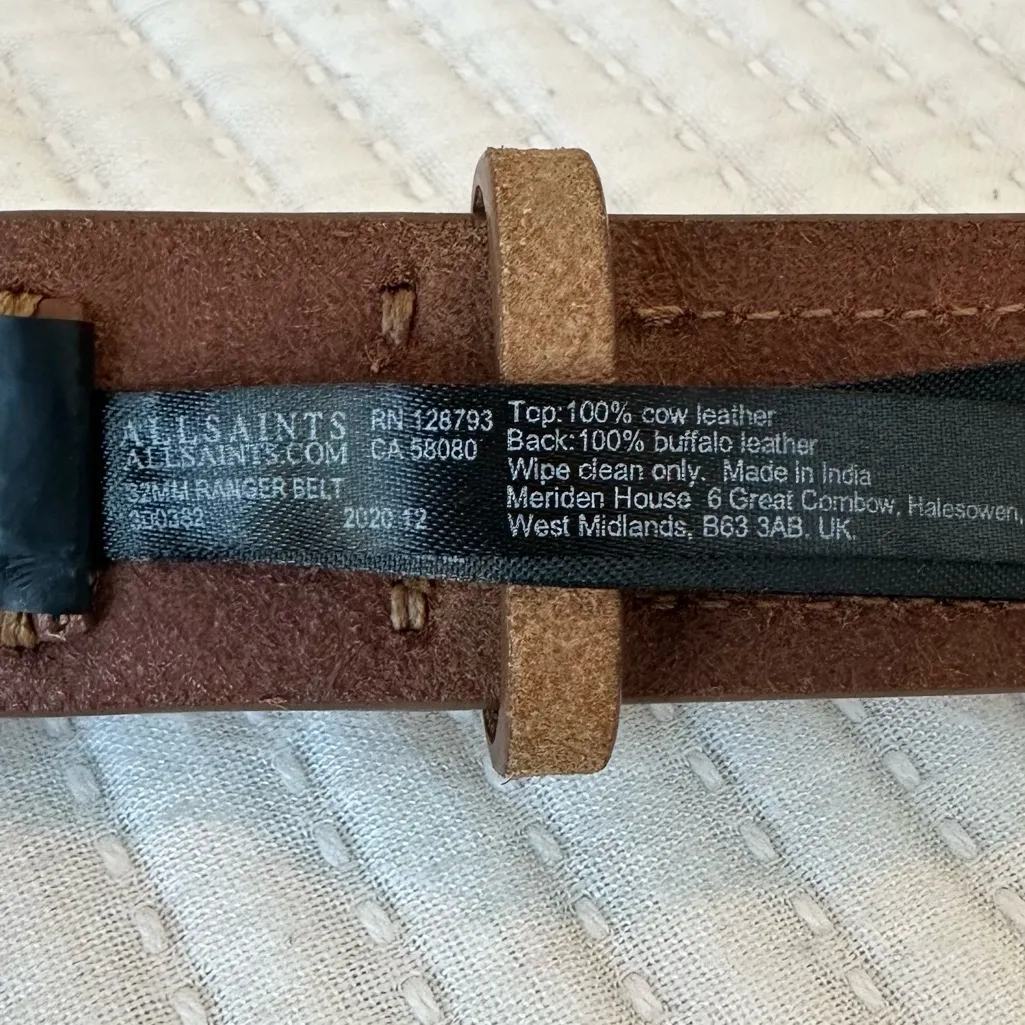 ALLSAINTS
ALLSAINTS.COM
32MM RANGER BELT
2020.12
RN 128793
CA 58080
Top:100% cow leather
Back:100% buffalo leather
Wipe clean only. Made in India
Meriden House 6 Great Cornbow, Halesowen,
West Midlands, B63 3AB. UK.